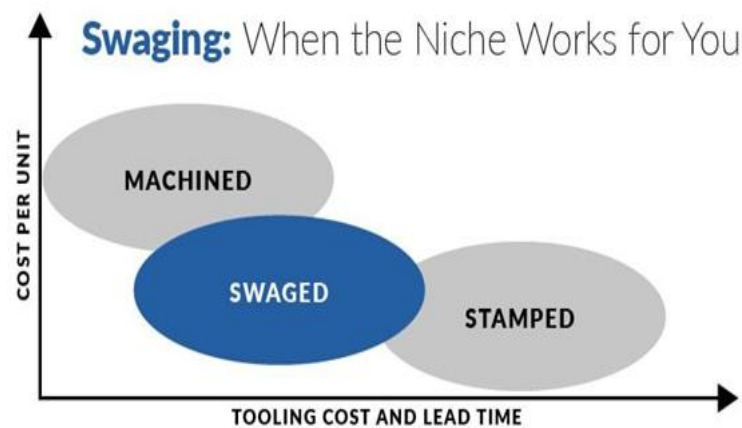 Swaging: When the Niche Works for You
MACHINED
SWAGED
STAMPED
COST PER UNIT
TOOLING COST AND LEAD TIME